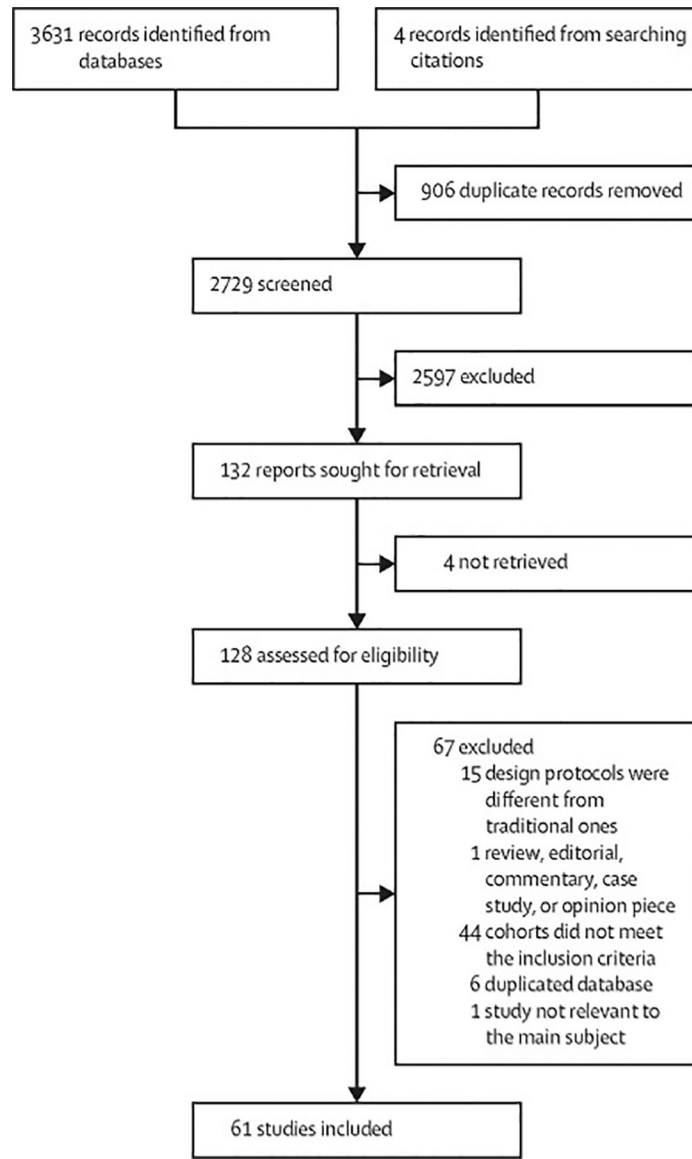 3631 records identified from
databases
4 records identified from searching
citations
906 duplicate records removed
2729 screened
2597 excluded
132 reports sought for retrieval
4 not retrieved
128 assessed for eligibility
67 excluded
15 design protocols were
different from
traditional ones
1 review, editorial,
commentary, case
study, or opinion piece
44 cohorts did not meet
the inclusion criteria
6 duplicated database
1 study not relevant to
the main subject
61 studies included